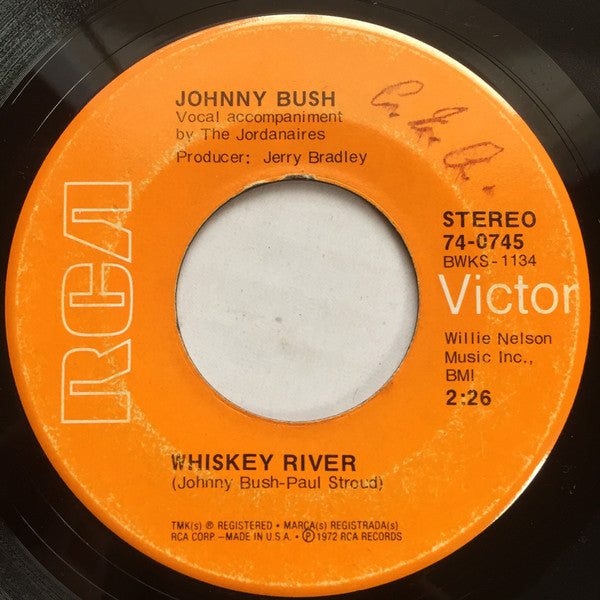 JOHNNY BUSH
Vocal accompaniment
by The Jordanaires
Producer: Jerry Bradley
RCA
STEREO
74-0745
BWKS-1134
Victor
Willie Nelson
Music Inc.,
BMI
2:26
WHISKEY RIVER
(Johnny Bush-Paul Stroud)
TMK(s) ® REGISTERED • MARCA(s) REGISTRADA(s)
RCA CORP.-MADE IN U.S.A. • ℗ 1972 RCA RECORDS